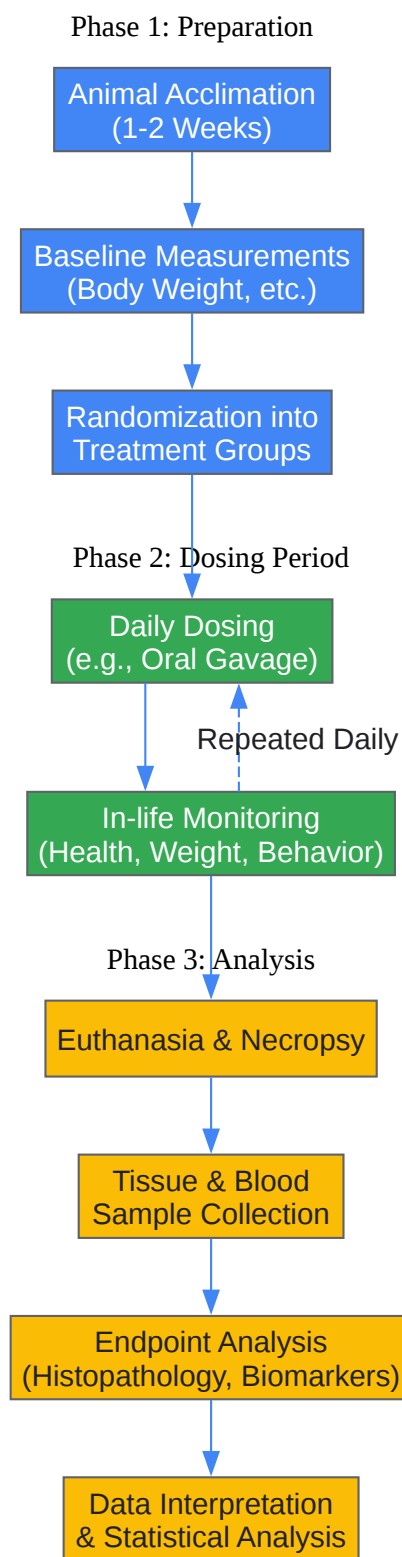 Phase 1: Preparation
Animal Acclimation
(1-2 Weeks)
Baseline Measurements
(Body Weight, etc.)
Randomization into
Treatment Groups
Phase 2: Dosing Period
Daily Dosing
(e.g., Oral Gavage)
Repeated Daily
In-life Monitoring
(Health, Weight, Behavior)
Phase 3: Analysis
Euthanasia & Necropsy
Tissue & Blood
Sample Collection
Endpoint Analysis
(Histopathology, Biomarkers)
Data Interpretation
& Statistical Analysis